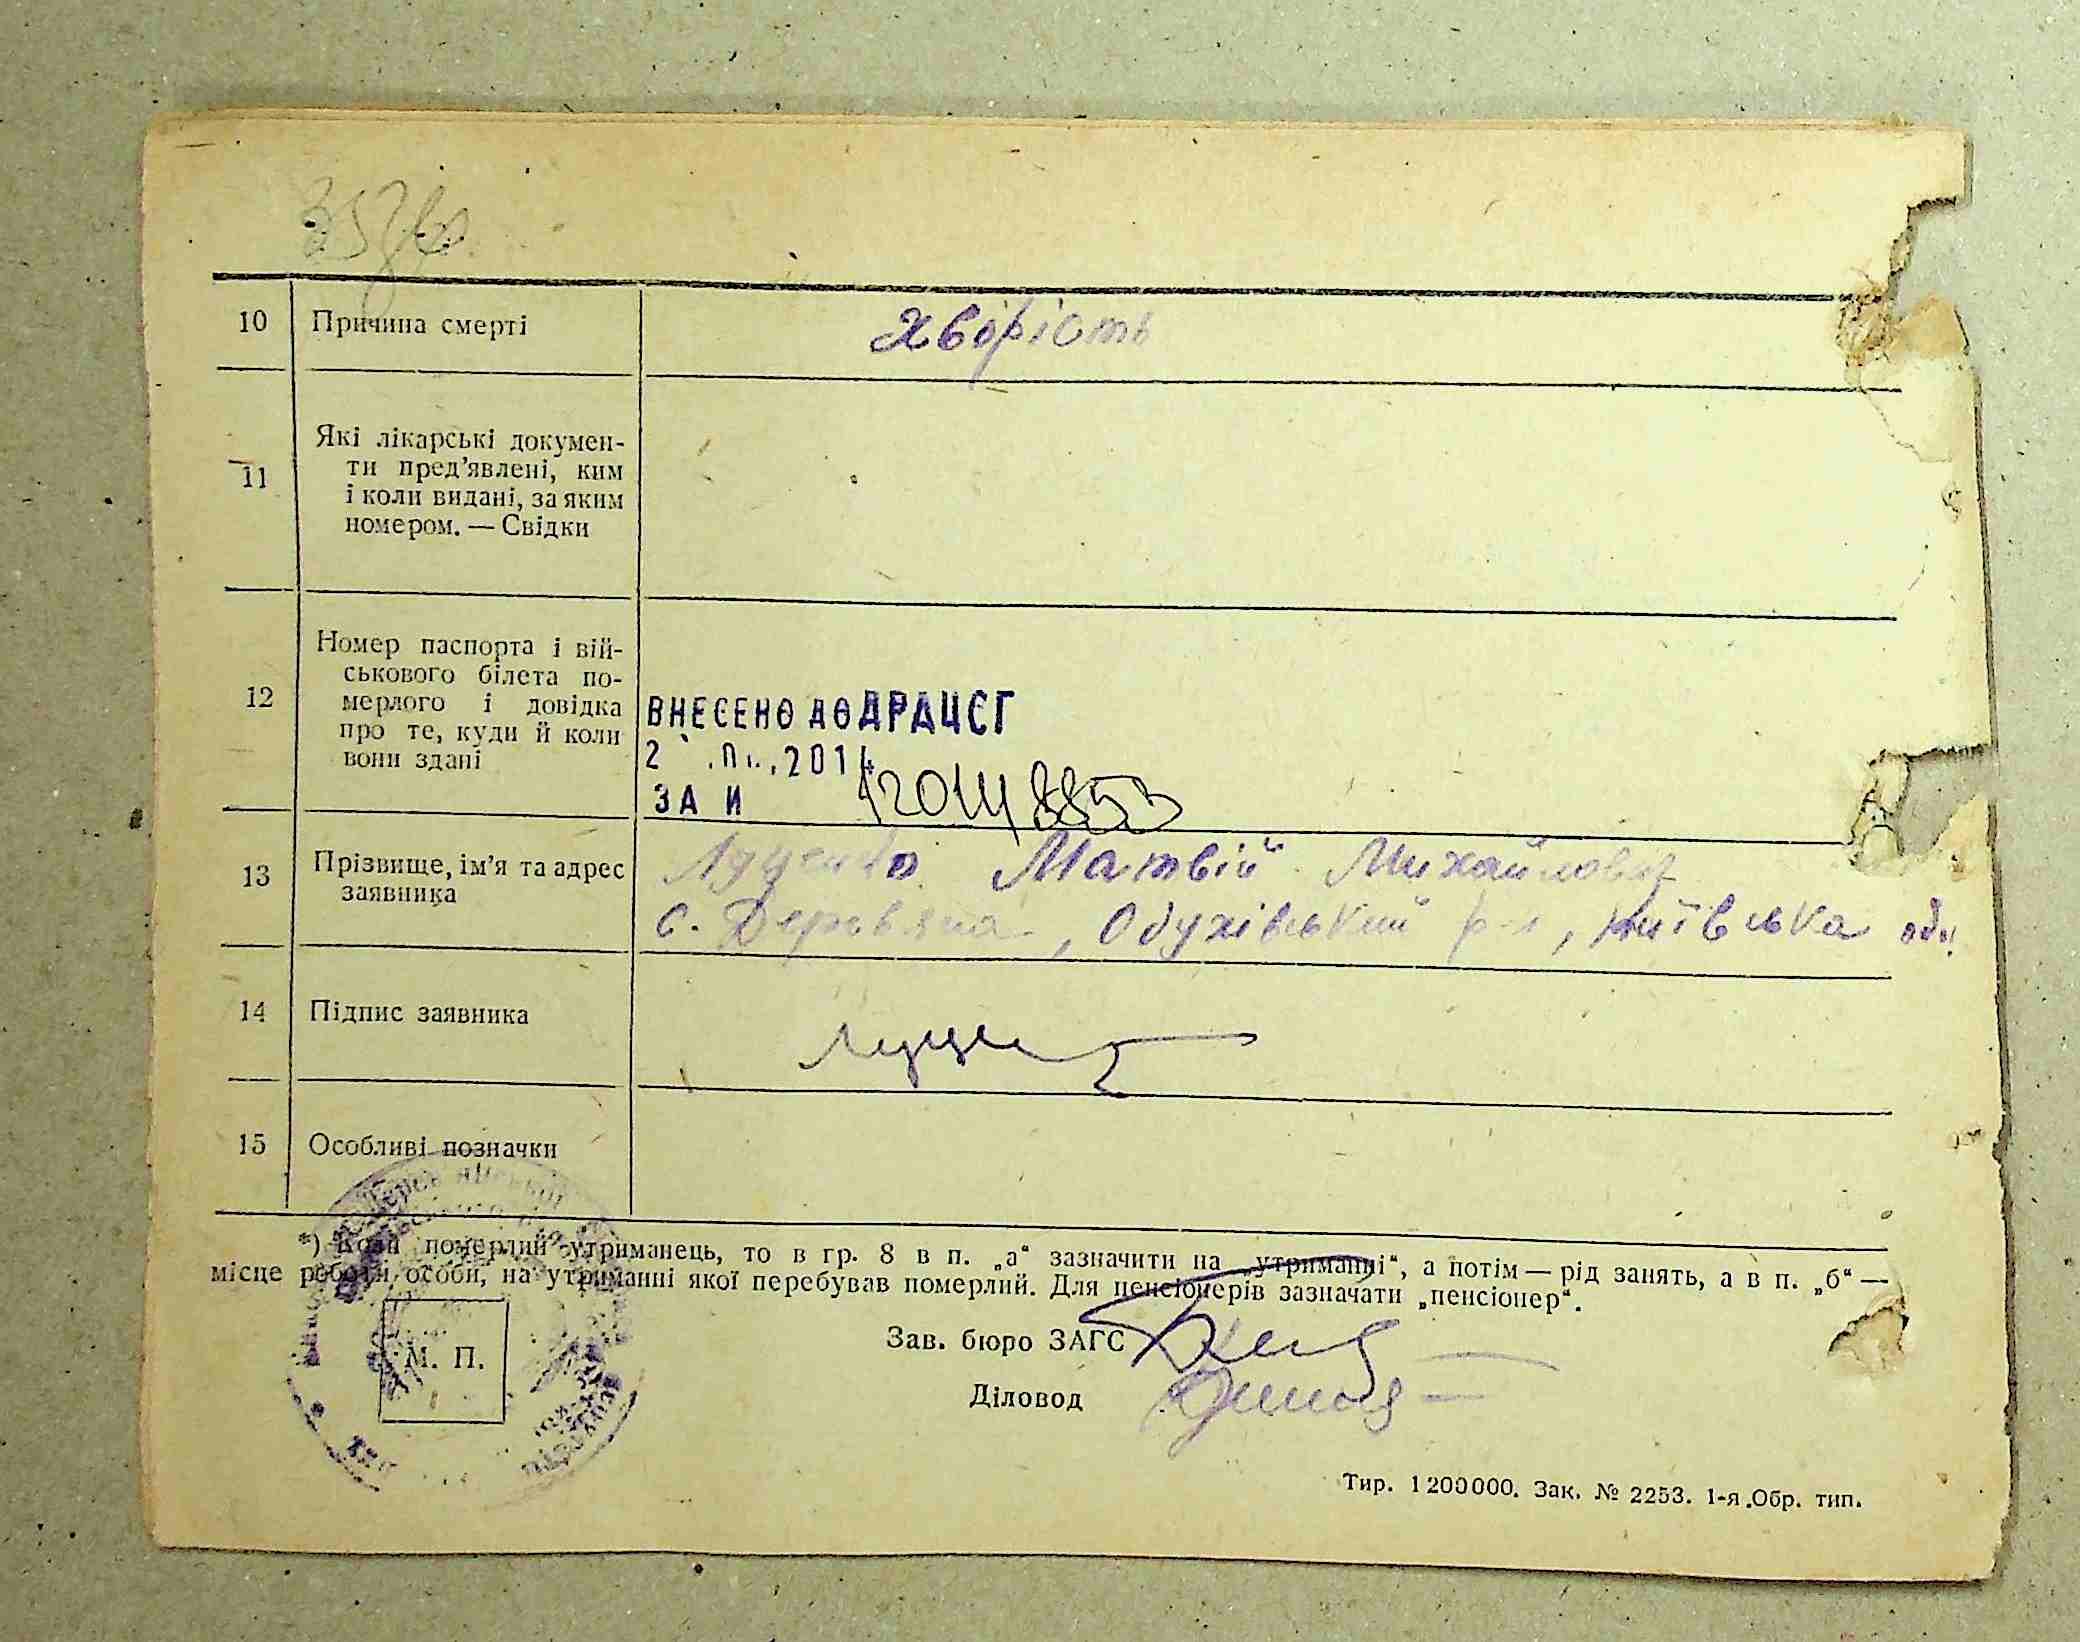 10 Причина смерті хворість
11 Які лікарські докумен-
ти пред’явлені, ким
і коли видані, за яким
номером. — Свідки
12 Номер паспорта і вій-
ськового білета по-
мерлого і довідка
про те, куди й коли
вони здані
ВНЕСЕНО ДО ДРАЦСГ
ЗА И
13 Прізвище, ім’я та адрес
заявника
Луценко Матвій Михайлович
с. Дерев'яна, Обухівський р-н, Київська обл.
14 Підпис заявника
15 Особливі позначки
*) Коли померлий утриманець, то в гр. 8 в п. „а“ зазначити на „утриманні“, а потім — рід занять, а в п. „б“ —
місце роботи особи, на утриманні якої перебував померлий. Для пенсіонерів зазначати „пенсіонер“.
М. П.
Зав. бюро ЗАГС
Діловод
Тир. 1200000. Зак. № 2253. 1-я Обр. тип.